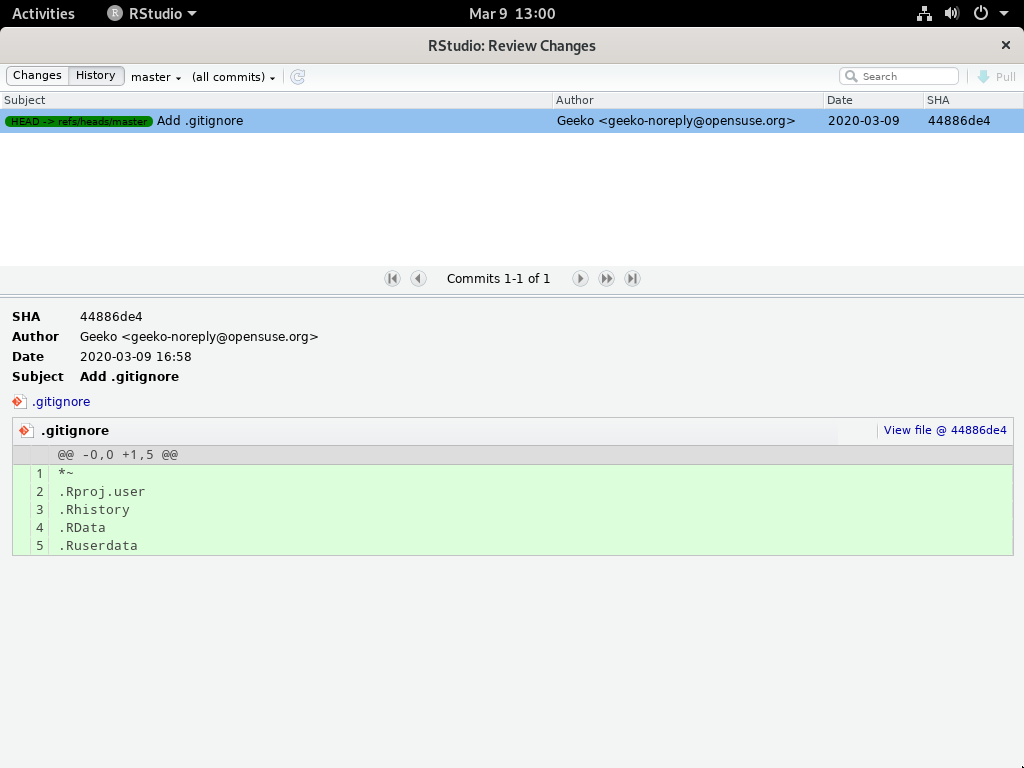 Activities RStudio Mar 9 13:00
RStudio: Review Changes
Changes History master (all commits) Search Pull
Subject Author Date SHA
HEAD -> refs/heads/master Add .gitignore Geeko <geeko-noreply@opensuse.org> 2020-03-09 44886de4
Commits 1-1 of 1
SHA 44886de4
Author Geeko <geeko-noreply@opensuse.org>
Date 2020-03-09 16:58
Subject Add .gitignore
.gitignore
.gitignore View file @ 44886de4
@@ -0,0 +1,5 @@
1 *~
2 .Rproj.user
3 .Rhistory
4 .RData
5 .Ruserdata